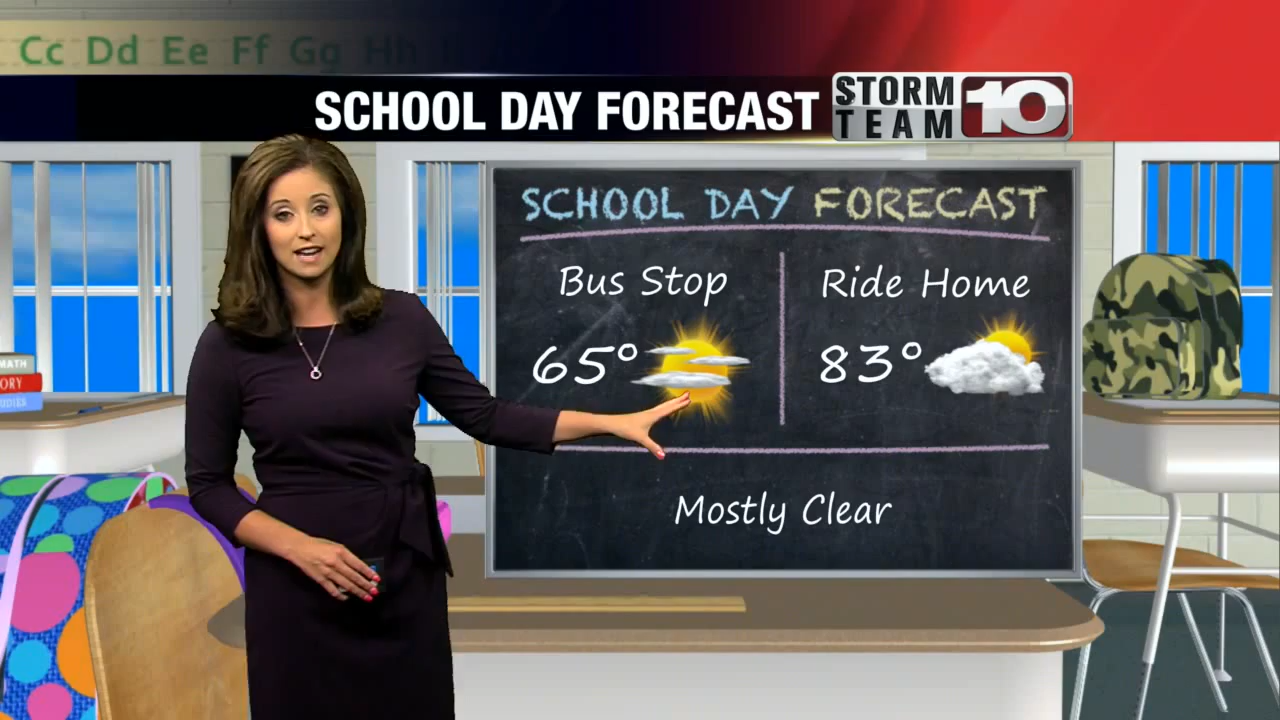 Cc Dd Ee Ff Gg Hh
SCHOOL DAY FORECAST
STORM TEAM 10
SCHOOL DAY FORECAST
Bus Stop
Ride Home
65°
83°
Mostly Clear
MATH